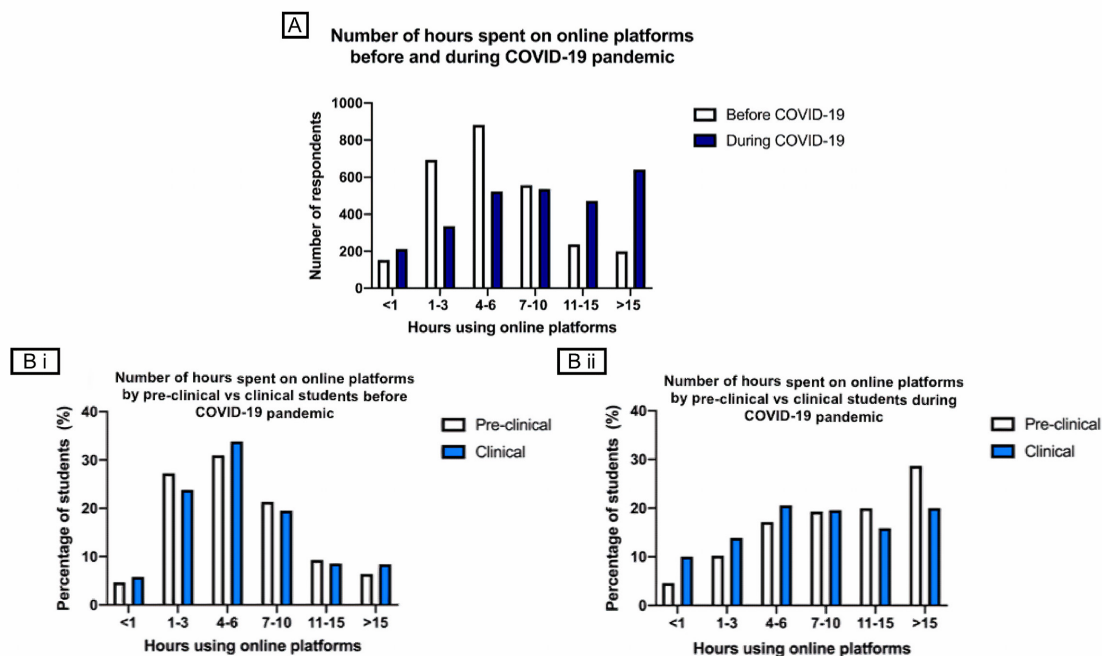 A
Number of hours spent on online platforms
before and during COVID-19 pandemic
1000
800
600
400
200
0
Number of respondents
Before COVID-19
During COVID-19
<1 1-3 4-6 7-10 11-15 >15
Hours using online platforms
B i
Number of hours spent on online platforms
by pre-clinical vs clinical students before
COVID-19 pandemic
40
30
20
10
0
Percentage of students (%)
Pre-clinical
Clinical
<1 1-3 4-6 7-10 11-15 >15
Hours using online platforms
B ii
Number of hours spent on online platforms
by pre-clinical vs clinical students during
COVID-19 pandemic
40
30
20
10
0
Percentage of students (%)
Pre-clinical
Clinical
<1 1-3 4-6 7-10 11-15 >15
Hours using online platforms